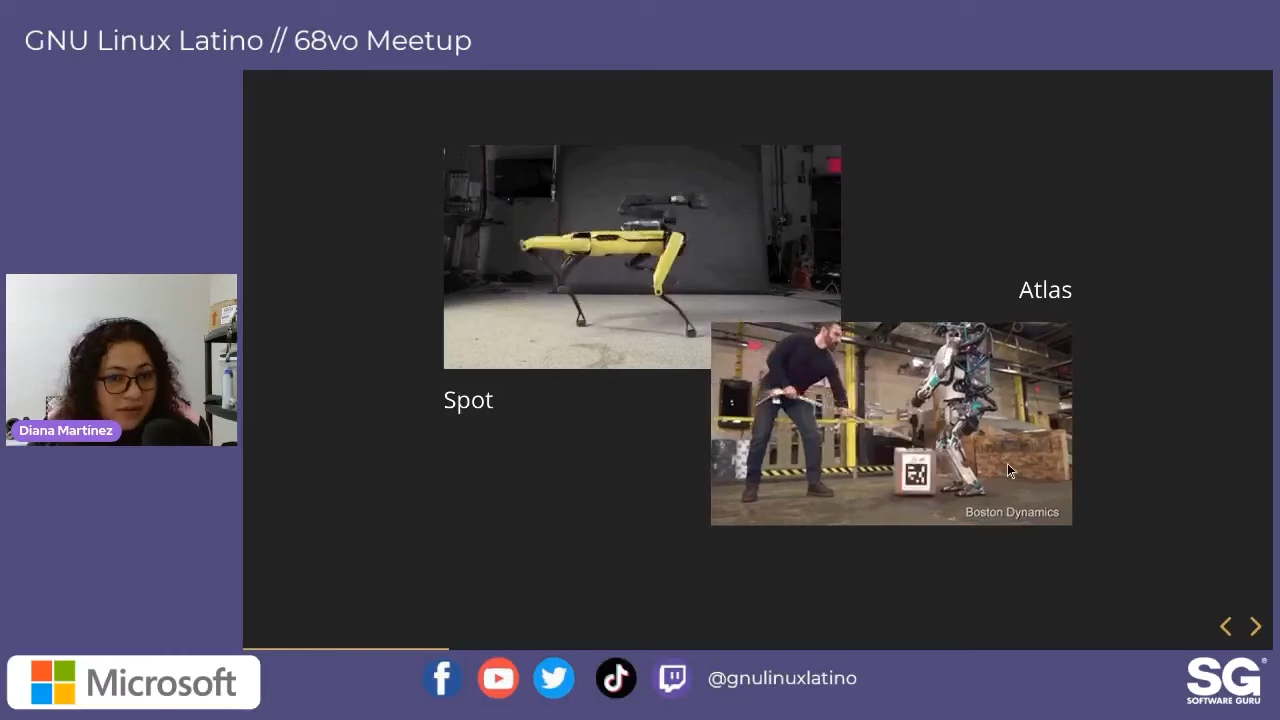 GNU Linux Latino // 68vo Meetup
Atlas
Spot
Boston Dynamics
Diana Martínez
Microsoft
@gnulinuxlatino
SG®
SOFTWARE GURU